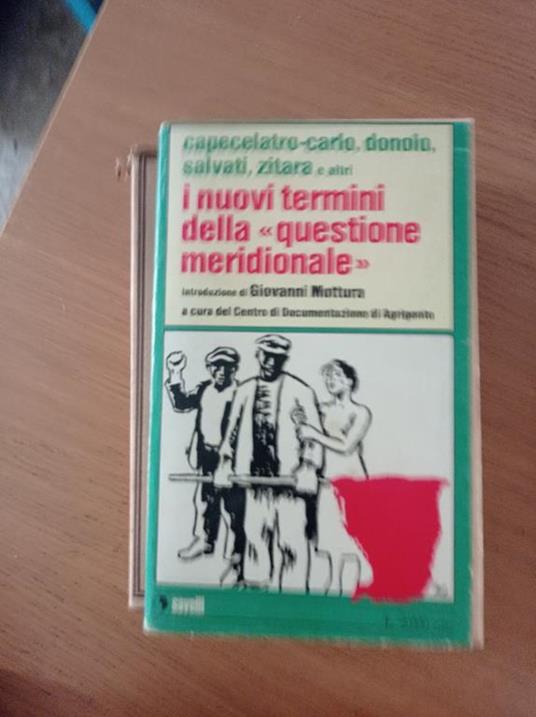 capecelatro-carlo, donolo,
salvati, zitara e altri
i nuovi termini
della «questione
meridionale»
introduzione di Giovanni Mottura
a cura del Centro di Documentazione di Agrigento
savelli